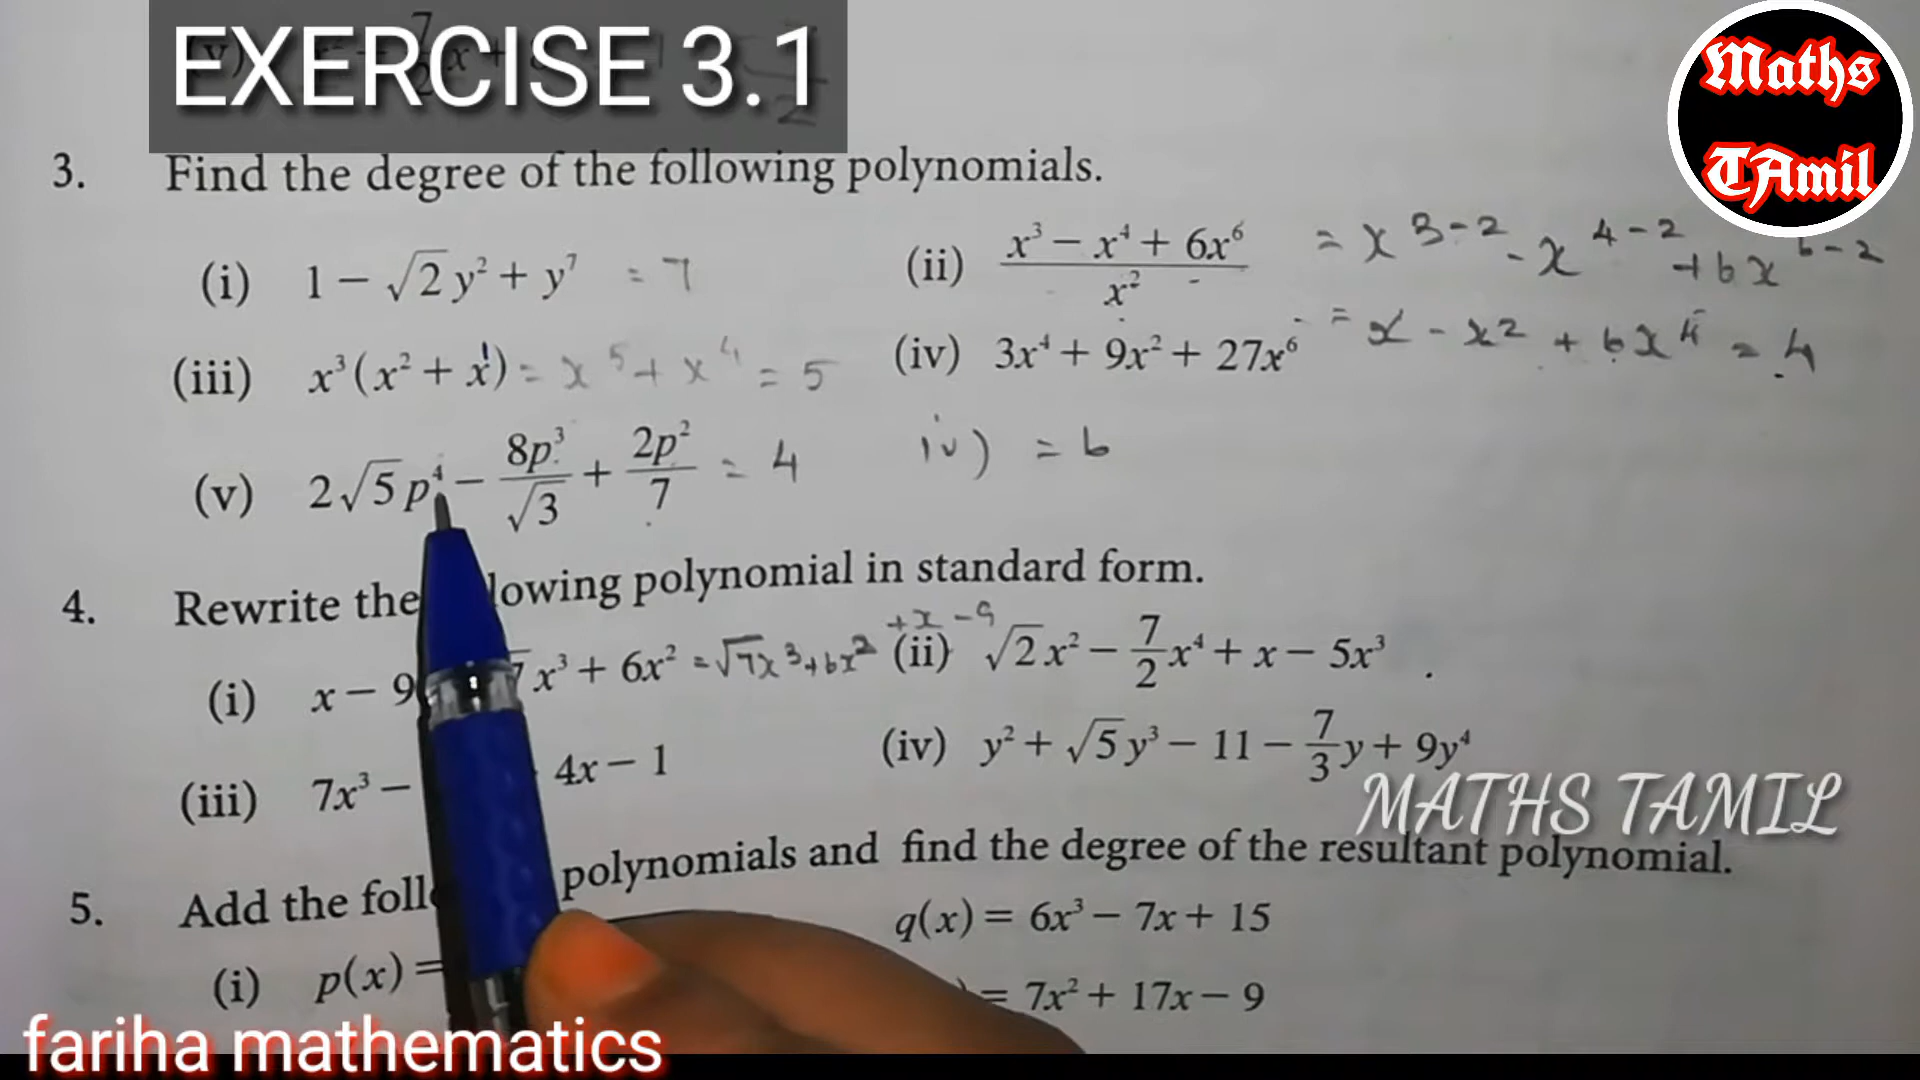 EXERCISE 3.1
Maths
TAmil
3. Find the degree of the following polynomials.
(i) 1 − √2 y² + y⁷ = 7
(ii) (x³ − x⁴ + 6x⁶)/x² = x³⁻² - x⁴⁻² + 6x⁶⁻²
= x - x² + 6x⁴ = 4
(iii) x³(x² + x¹) = x⁵ + x⁴ = 5
(iv) 3x⁴ + 9x² + 27x⁶
(v) 2√5 p⁴ − 8p³/√3 + 2p²/7 = 4
iv) = 6
4. Rewrite the lowing polynomial in standard form.
(i) x − 9 7 x³ + 6x² = √7x³ + 6x² + x - 9
(ii) √2 x² − 7/2 x⁴ + x − 5x³
(iii) 7x³ − 4x − 1
(iv) y² + √5 y³ − 11 − 7/3 y + 9y⁴
MATHS TAMIL
5. Add the foll polynomials and find the degree of the resultant polynomial.
(i) p(x) = q(x) = 6x³ − 7x + 15
) = 7x² + 17x − 9
fariha mathematics